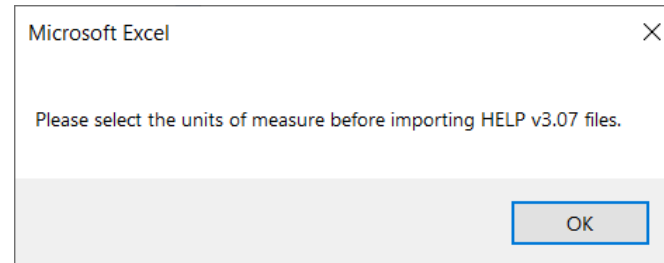 Microsoft Excel
Please select the units of measure before importing HELP v3.07 files.
OK